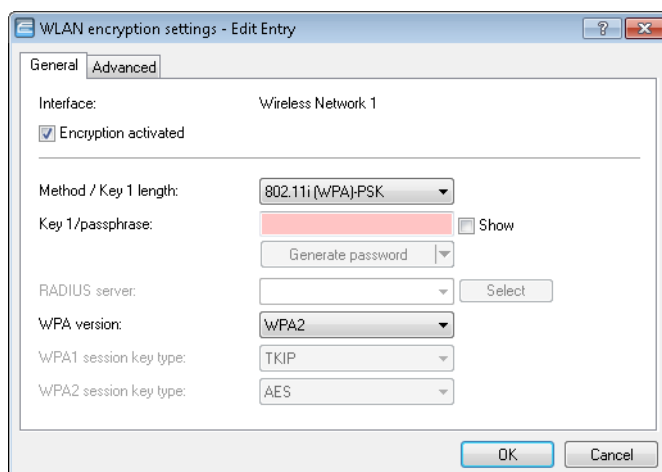 WLAN encryption settings - Edit Entry
General Advanced
Interface: Wireless Network 1
Encryption activated
Method / Key 1 length: 802.11i (WPA)-PSK
Key 1/passphrase: Show
Generate password
RADIUS server: Select
WPA version: WPA2
WPA1 session key type: TKIP
WPA2 session key type: AES
OK Cancel